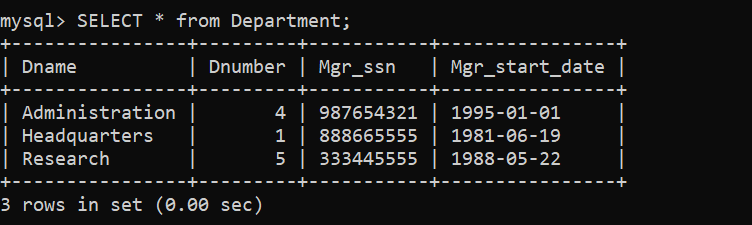 mysql> SELECT * from Department;
+----------------+---------+-----------+----------------+
| Dname          | Dnumber | Mgr_ssn   | Mgr_start_date |
+----------------+---------+-----------+----------------+
| Administration |       4 | 987654321 | 1995-01-01     |
| Headquarters   |       1 | 888665555 | 1981-06-19     |
| Research       |       5 | 333445555 | 1988-05-22     |
+----------------+---------+-----------+----------------+
3 rows in set (0.00 sec)